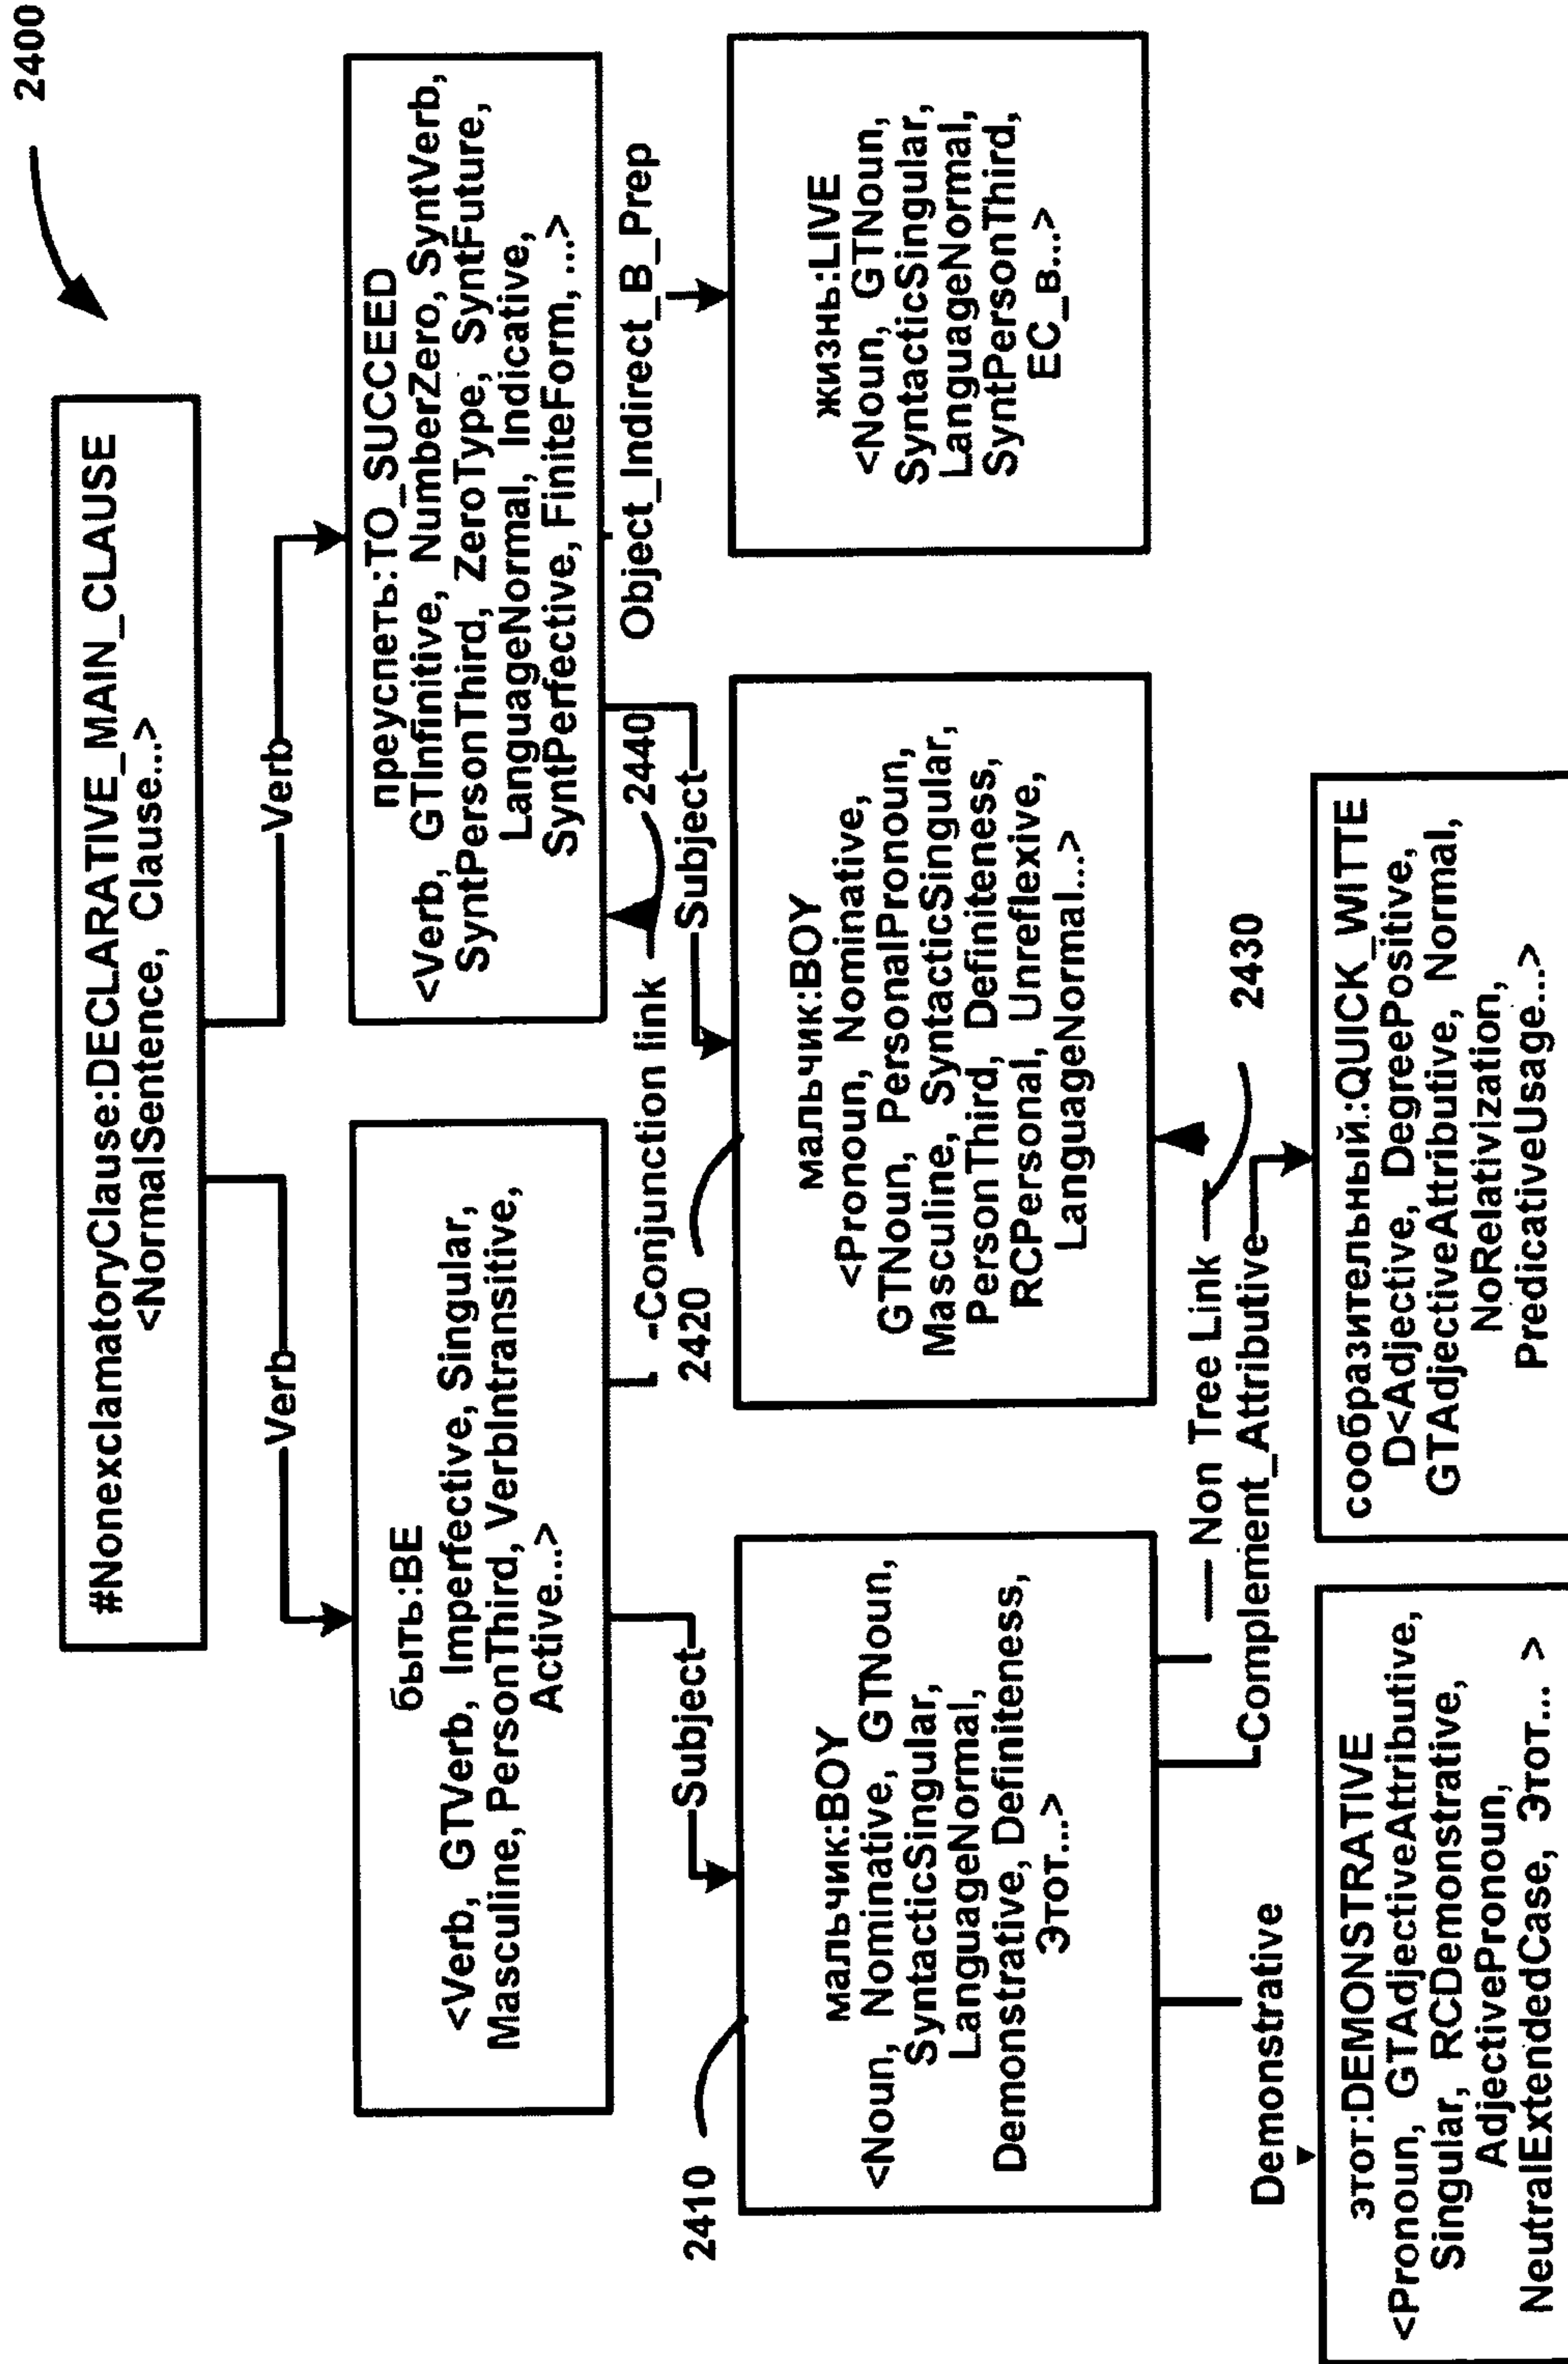 2400
#NonexclamatoryClause:DECLARATIVE_MAIN_CLAUSE
<NormalSentence, Clause...>
Verb
Verb
быть:BE
<Verb, GTVerb, Imperfective, Singular,
Masculine, PersonThird, VerbIntransitive,
Active...>
преуспеть:TO_SUCCEED
<Verb, GTInfinitive, NumberZero, SyntVerb,
SyntPersonThird, ZeroType, SyntFuture,
LanguageNormal, Indicative,
SyntPerfective, FiniteForm, ...>
Subject
Conjunction link
2440
Subject
Object_Indirect_B_Prep
2410
мальчик:BOY
<Noun, Nominative, GTNoun,
SyntacticSingular,
LanguageNormal,
Demonstrative, Definiteness,
Этот...>
2420
мальчик:BOY
<Pronoun, Nominative,
GTNoun, PersonalPronoun,
Masculine, SyntacticSingular,
PersonThird, Definiteness,
RCPersonal, Unreflexive,
LanguageNormal...>
жизнь:LIVE
<Noun, GTNoun,
SyntacticSingular,
LanguageNormal,
SyntPersonThird,
EC_в...>
Demonstrative
Non Tree Link
2430
Complement_Attributive
этот:DEMONSTRATIVE
<Pronoun, GTAdjectiveAttributive,
Singular, RCDemonstrative,
AdjectivePronoun,
NeutralExtendedCase, Этот... >
сообразительный.:QUICK_WITTE
D<Adjective, DegreePositive,
GTAdjectiveAttributive, Normal,
NoRelativization,
PredicativeUsage...>